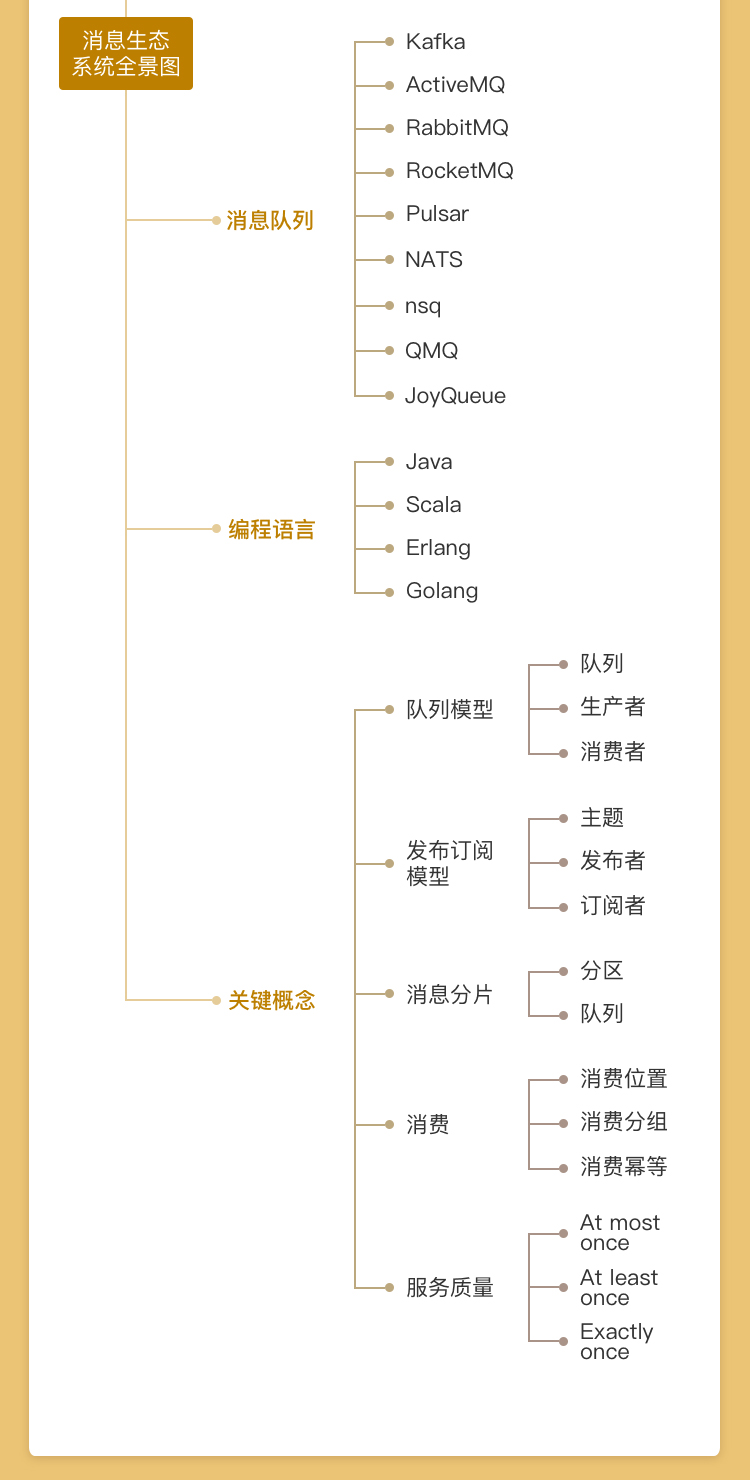 消息生态
系统全景图
消息队列
Kafka
ActiveMQ
RabbitMQ
RocketMQ
Pulsar
NATS
nsq
QMQ
JoyQueue
编程语言
Java
Scala
Erlang
Golang
关键概念
队列模型
队列
生产者
消费者
发布订阅
模型
主题
发布者
订阅者
消息分片
分区
队列
消费
消费位置
消费分组
消费幂等
服务质量
At most
once
At least
once
Exactly
once